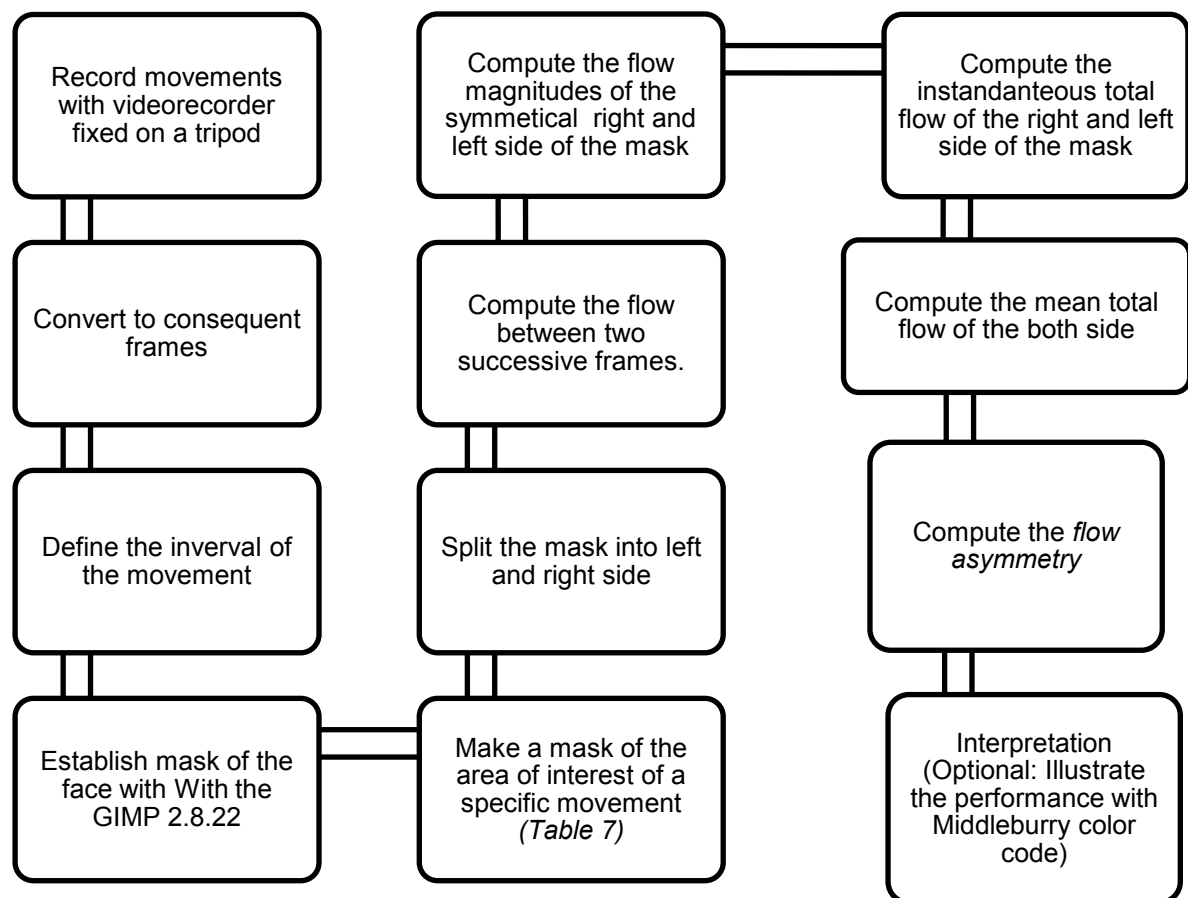 Record movements
with videorecorder
fixed on a tripod
Convert to consequent
frames
Define the inverval of
the movement
Establish mask of the
face with With the
GIMP 2.8.22
Make a mask of the
area of interest of a
specific movement
(Table 7)
Split the mask into left
and right side
Compute the flow
between two
successive frames.
Compute the flow
magnitudes of the
symmetical right and
left side of the mask
Compute the
instandanteous total
flow of the right and left
side of the mask
Compute the mean total
flow of the both side
Compute the flow
asymmetry
Interpretation
(Optional: Illustrate
the performance with
Middleburry color
code)